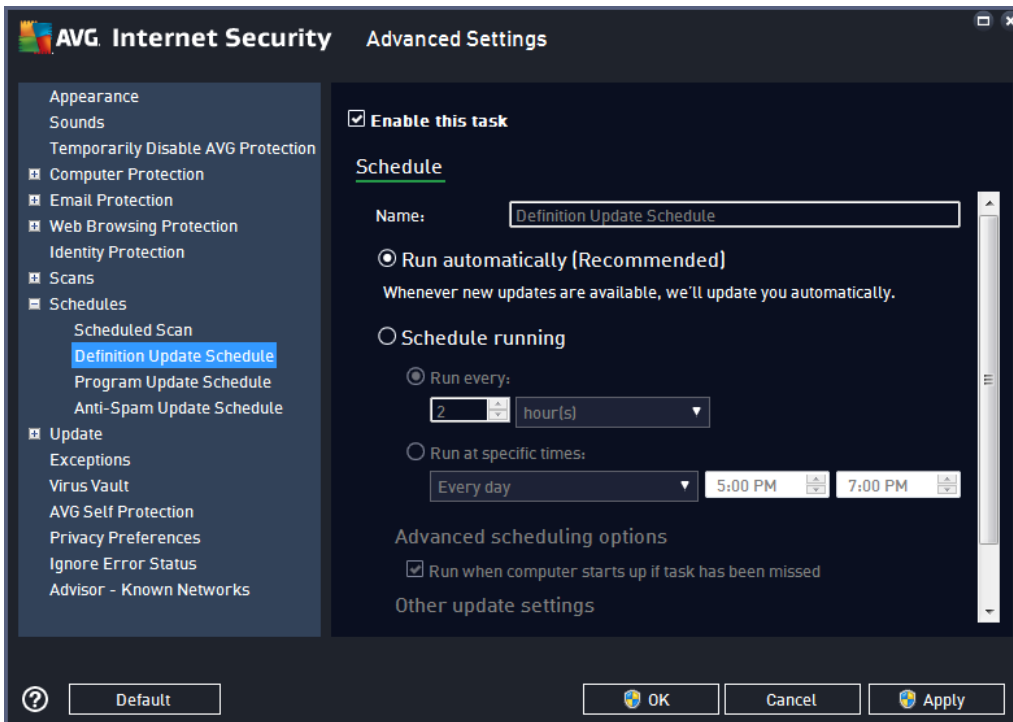 AVG. Internet Security Advanced Settings
Appearance
Sounds
Temporarily Disable AVG Protection
Computer Protection
Email Protection
Web Browsing Protection
Identity Protection
Scans
Schedules
Scheduled Scan
Definition Update Schedule
Program Update Schedule
Anti-Spam Update Schedule
Update
Exceptions
Virus Vault
AVG Self Protection
Privacy Preferences
Ignore Error Status
Advisor - Known Networks
Enable this task
Schedule
Name: Definition Update Schedule
Run automatically (Recommended)
Whenever new updates are available, we'll update you automatically.
Schedule running
Run every:
2 hour(s)
Run at specific times:
Every day 5:00 PM 7:00 PM
Advanced scheduling options
Run when computer starts up if task has been missed
Other update settings
? Default OK Cancel Apply